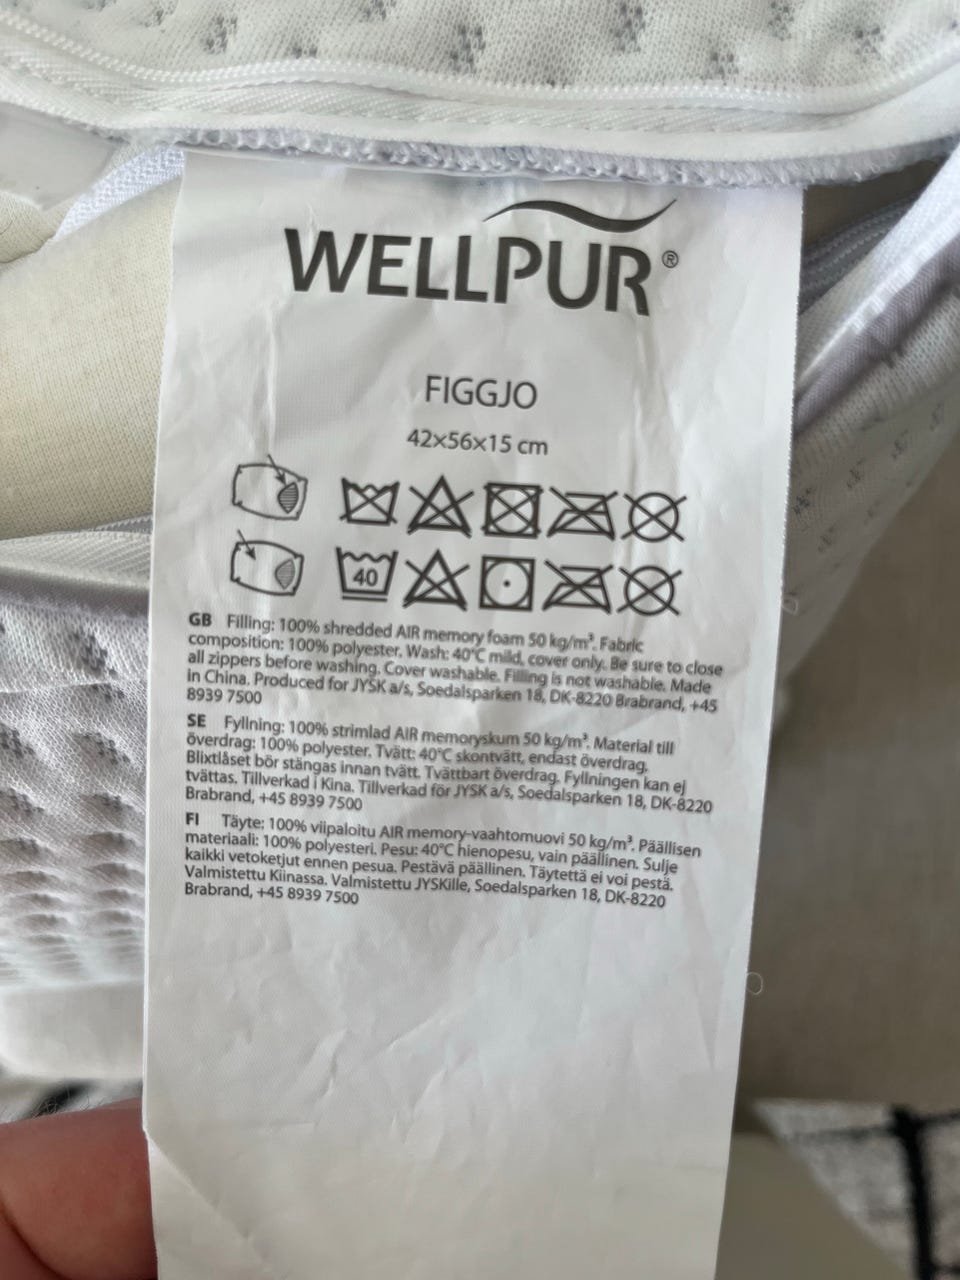 WELLPUR®
FIGGJO
42×56×15 cm
40
GB Filling: 100% shredded AIR memory foam 50 kg/m³. Fabric
composition: 100% polyester. Wash: 40°C mild, cover only. Be sure to close
all zippers before washing. Cover washable. Filling is not washable. Made
in China. Produced for JYSK a/s, Soedalsparken 18, DK-8220 Brabrand, +45
8939 7500
SE Fyllning: 100% strimlad AIR memoryskum 50 kg/m³. Material till
överdrag: 100% polyester. Tvätt: 40°C skontvätt, endast överdrag.
Blixtlåset bör stängas innan tvätt. Tvättbart överdrag. Fyllningen kan ej
tvättas. Tillverkad i Kina. Tillverkad för JYSK a/s, Soedalsparken 18, DK-8220
Brabrand, +45 8939 7500
FI Täyte: 100% viipaloitu AIR memory-vaahtomuovi 50 kg/m³. Päällisen
materiaali: 100% polyesteri. Pesu: 40°C hienopesu, vain päällinen. Sulje
kaikki vetoketjut ennen pesua. Pestävä päällinen. Täytettä ei voi pestä.
Valmistettu Kiinassa. Valmistettu JYSKille, Soedalsparken 18, DK-8220
Brabrand, +45 8939 7500